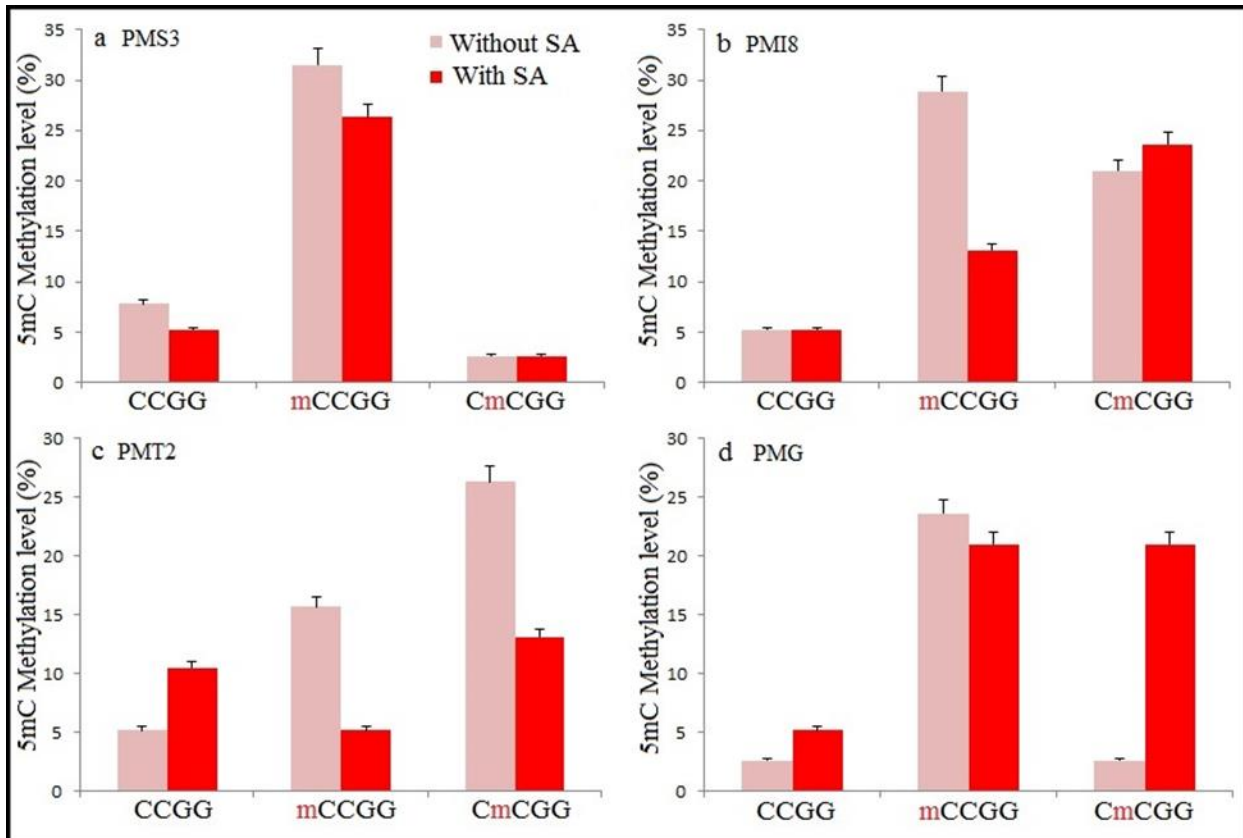 a PMS3
Without SA
With SA
5mC Methylation level (%)
35
30
25
20
15
10
5
0
CCGG
mCCGG
CmCGG
b PMI8
5mC Methylation level (%)
35
30
25
20
15
10
5
0
CCGG
mCCGG
CmCGG
c PMT2
5mC Methylation level (%)
30
25
20
15
10
5
0
CCGG
mCCGG
CmCGG
d PMG
5mC Methylation level (%)
30
25
20
15
10
5
0
CCGG
mCCGG
CmCGG